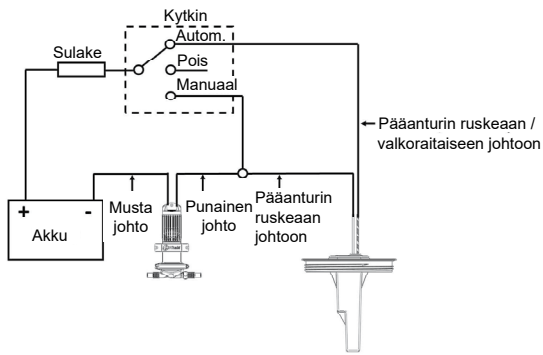 Kytkin
Autom.
Sulake
Pois
Manuaal
Pääanturin ruskeaan /
valkoraitaiseen johtoon
+
-
Akku
Musta
johto
Punainen
johto
Pääanturin
ruskeaan
johtoon